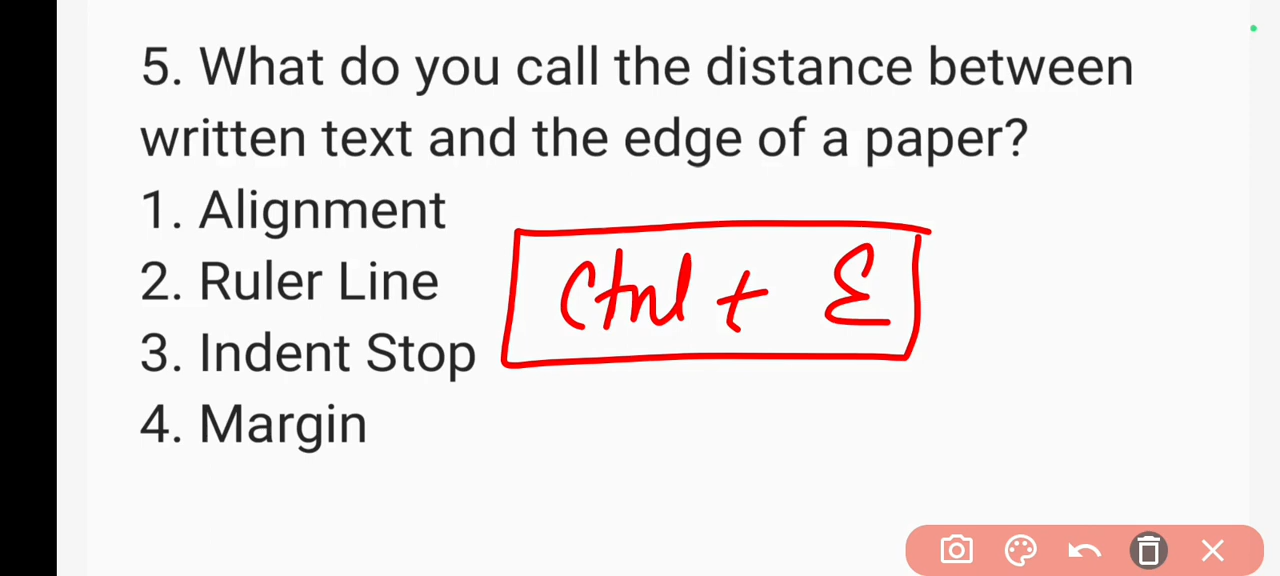 5. What do you call the distance between
written text and the edge of a paper?
1. Alignment
2. Ruler Line
Ctrl + E
3. Indent Stop
4. Margin